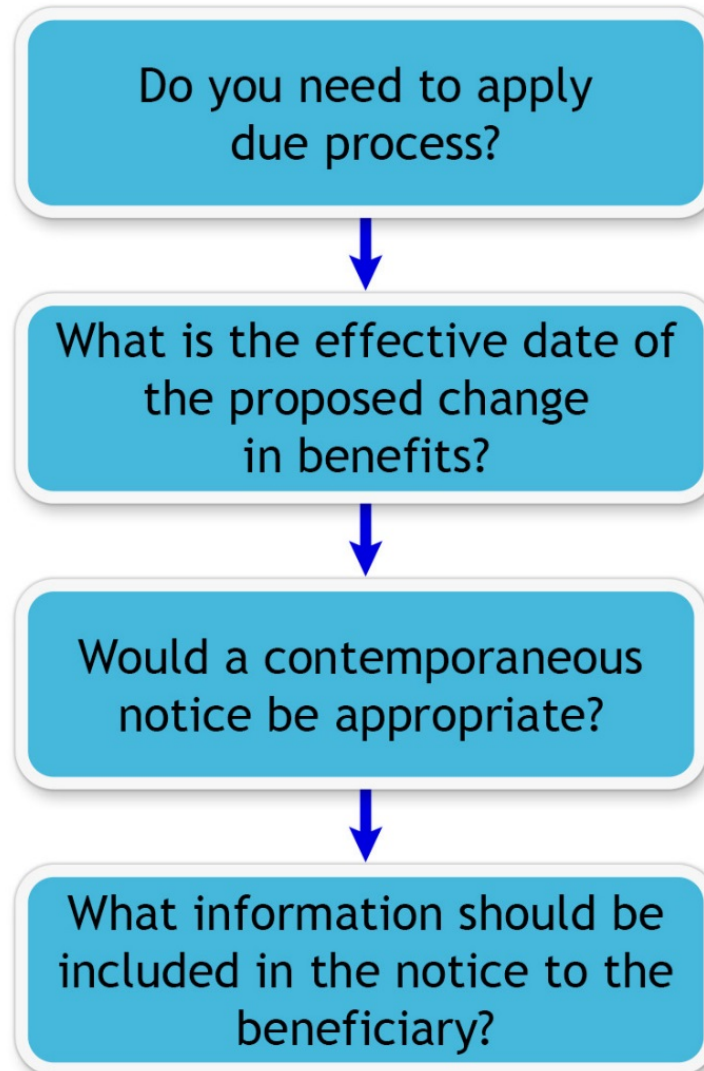 Do you need to apply
due process?
What is the effective date of
the proposed change
in benefits?
Would a contemporaneous
notice be appropriate?
What information should be
included in the notice to the
beneficiary?